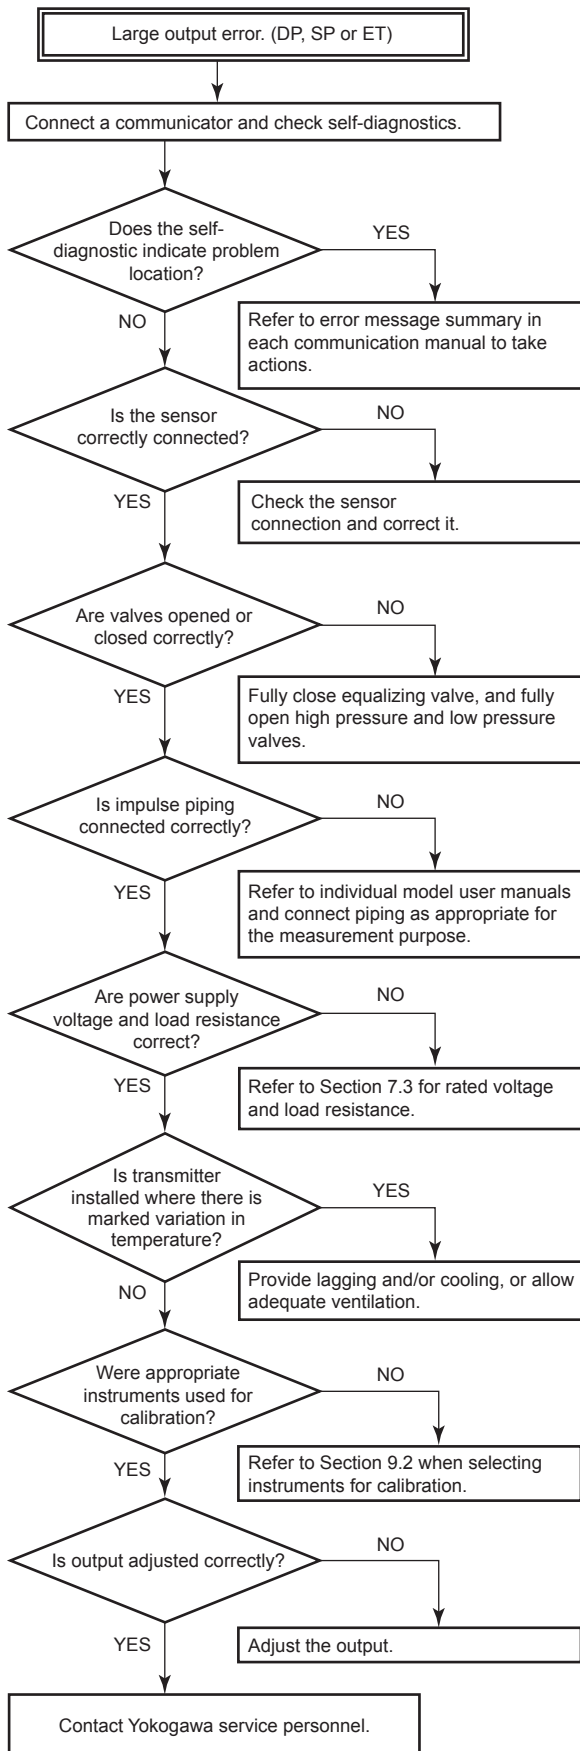 Large output error. (DP, SP or ET)
Connect a communicator and check self-diagnostics.
Does the self-
diagnostic indicate problem
location?
YES
NO
Refer to error message summary in
each communication manual to take
actions.
Is the sensor
correctly connected?
NO
YES
Check the sensor
connection and correct it.
Are valves opened or
closed correctly?
NO
YES
Fully close equalizing valve, and fully
open high pressure and low pressure
valves.
Is impulse piping
connected correctly?
NO
YES
Refer to individual model user manuals
and connect piping as appropriate for
the measurement purpose.
Are power supply
voltage and load resistance
correct?
NO
YES
Refer to Section 7.3 for rated voltage
and load resistance.
Is transmitter
installed where there is
marked variation in
temperature?
YES
NO
Provide lagging and/or cooling, or allow
adequate ventilation.
Were appropriate
instruments used for
calibration?
NO
YES
Refer to Section 9.2 when selecting
instruments for calibration.
Is output adjusted correctly?
NO
YES
Adjust the output.
Contact Yokogawa service personnel.